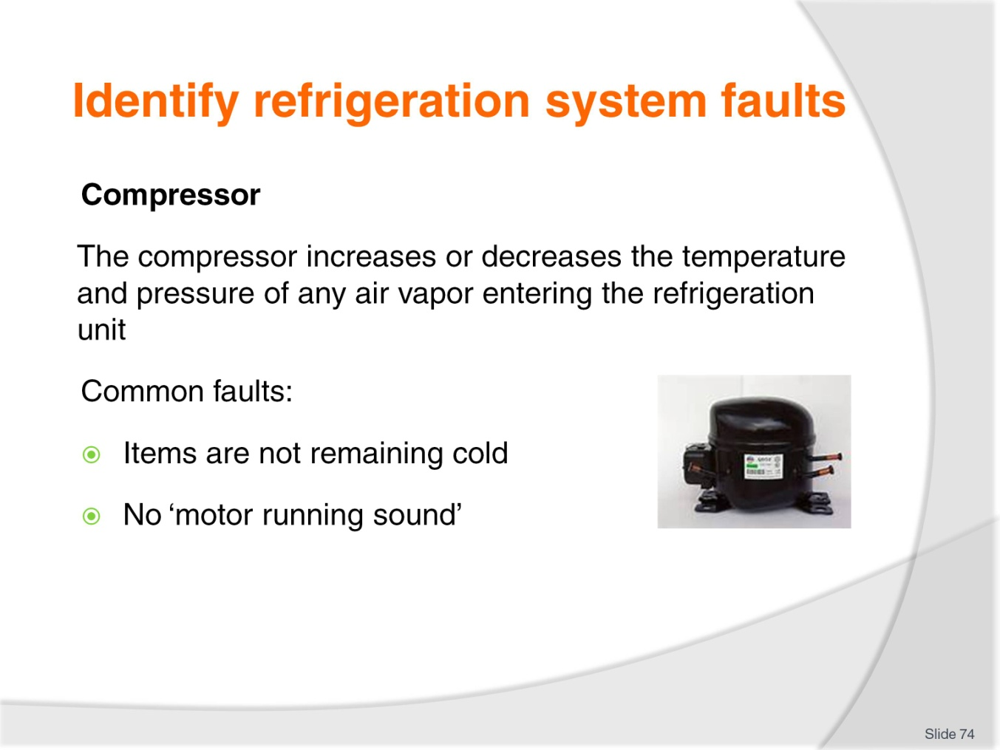 Identify refrigeration system faults
Compressor
The compressor increases or decreases the temperature
and pressure of any air vapor entering the refrigeration
unit
Common faults:
Items are not remaining cold
No ‘motor running sound’
Slide 74